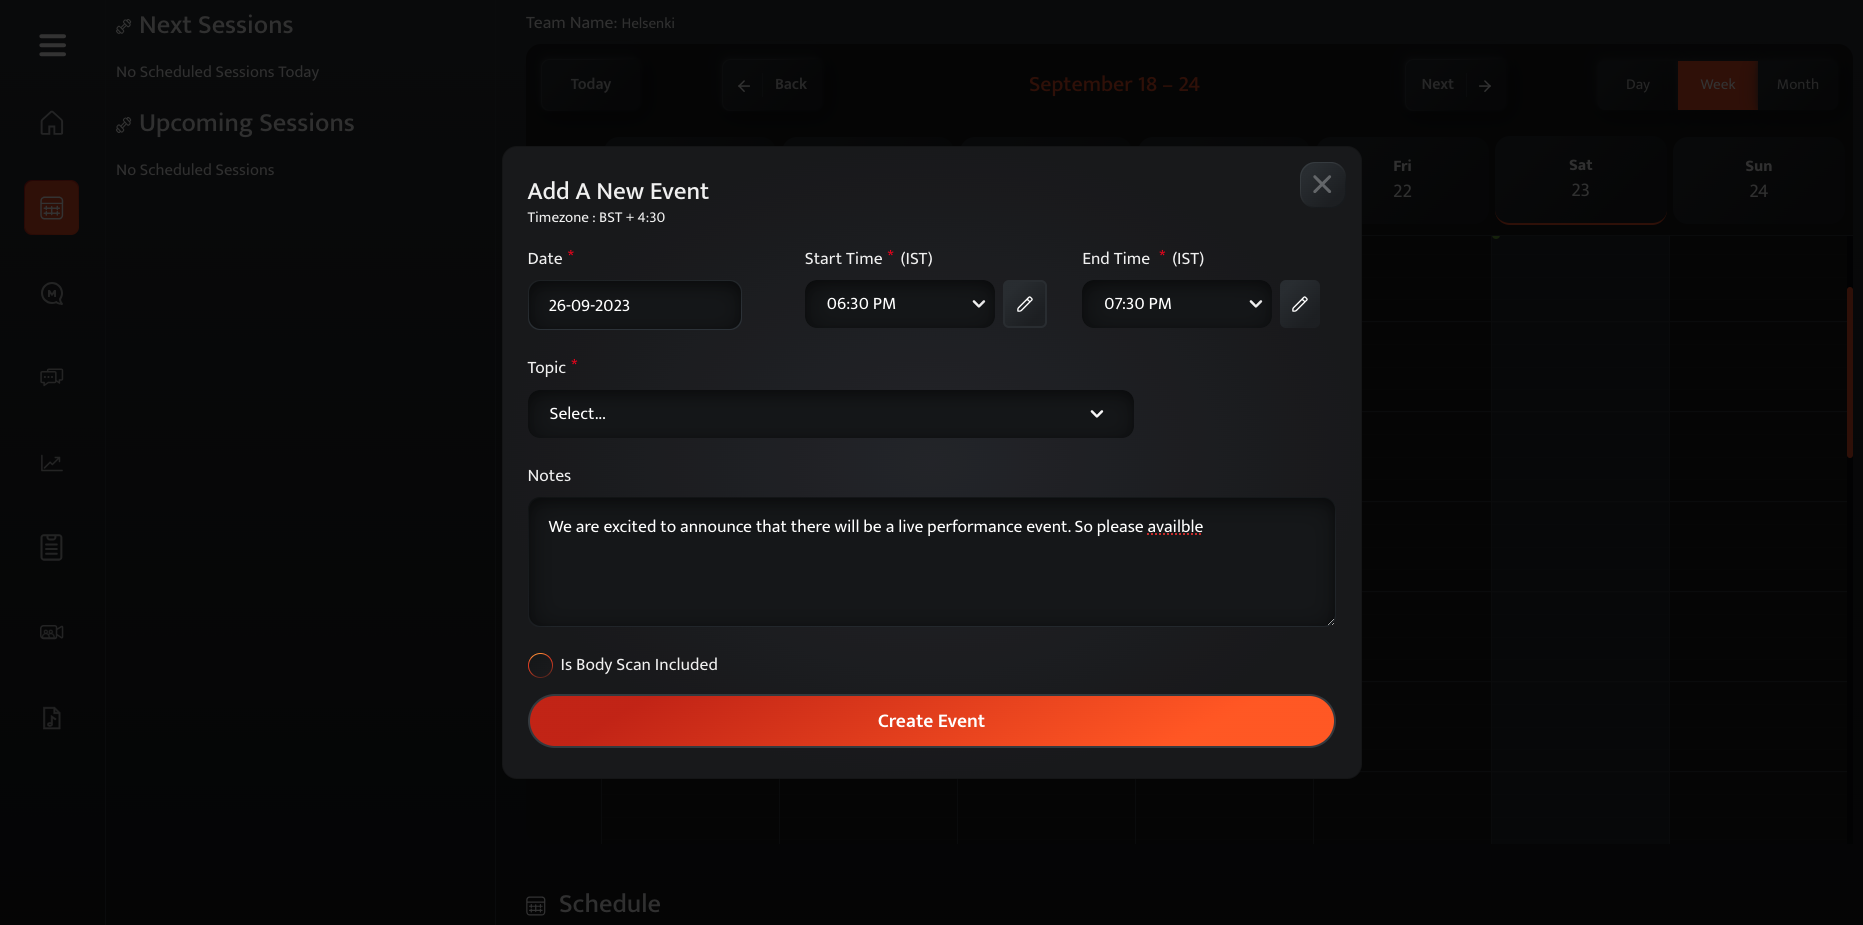 Next Sessions
No Scheduled Sessions Today
Upcoming Sessions
No Scheduled Sessions
Team Name: Helsenki
Today
Back
September 18 – 24
Next
Day
Week
Month
Fri
22
Sat
23
Sun
24
Add A New Event
Timezone : BST + 4:30
Date *
Start Time * (IST)
End Time * (IST)
26-09-2023
06:30 PM
07:30 PM
Topic *
Select...
Notes
We are excited to announce that there will be a live performance event. So please availble
Is Body Scan Included
Create Event
Schedule